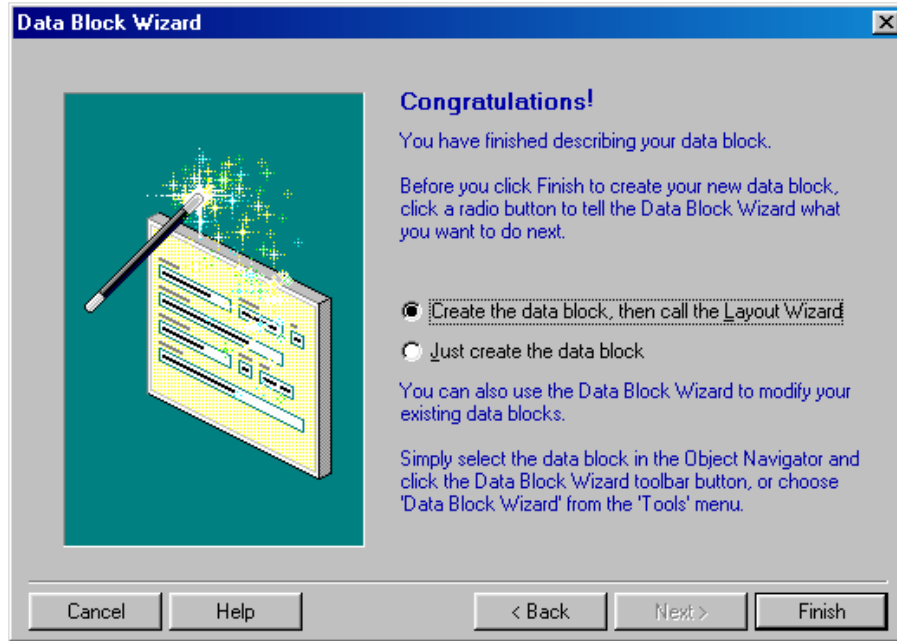 Data Block Wizard
Congratulations!
You have finished describing your data block.
Before you click Finish to create your new data block,
click a radio button to tell the Data Block Wizard what
you want to do next.
Create the data block, then call the Layout Wizard
Just create the data block
You can also use the Data Block Wizard to modify your
existing data blocks.
Simply select the data block in the Object Navigator and
click the Data Block Wizard toolbar button, or choose
'Data Block Wizard' from the 'Tools' menu.
Cancel Help < Back Next > Finish